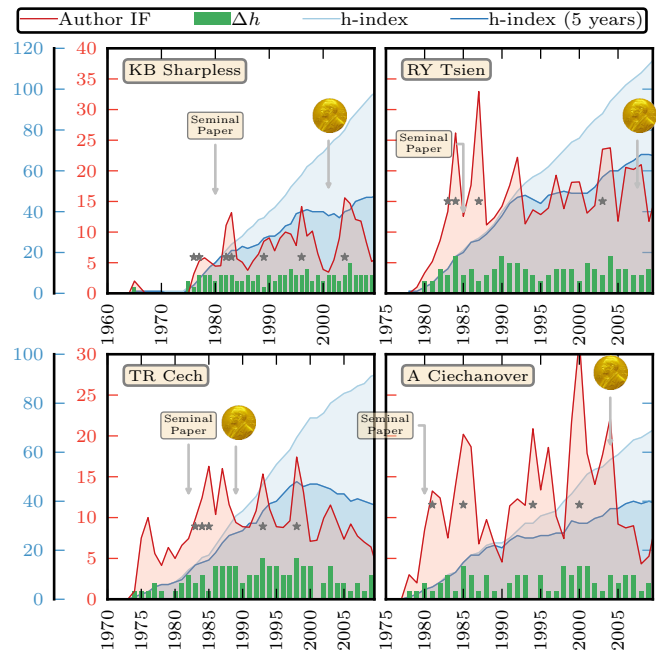 Author IF Δh h-index h-index (5 years)
120 40
KB Sharpless RY Tsien
100 35
30
80 25
Seminal
Paper
Seminal
Paper
60 20
15
40
10
20 5
0 0
1960 1970 1980 1990 2000
1975 1980 1985 1990 1995 2000 2005
100 30
TR Cech A Ciechanover
80 25
20
Seminal
Paper
Seminal
Paper
60
15
40
10
20 5
0 0
1970 1975 1980 1985 1990 1995 2000 2005
1975 1980 1985 1990 1995 2000 2005